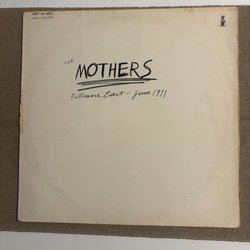 THE
MOTHERS
Fillmore East - June 1971